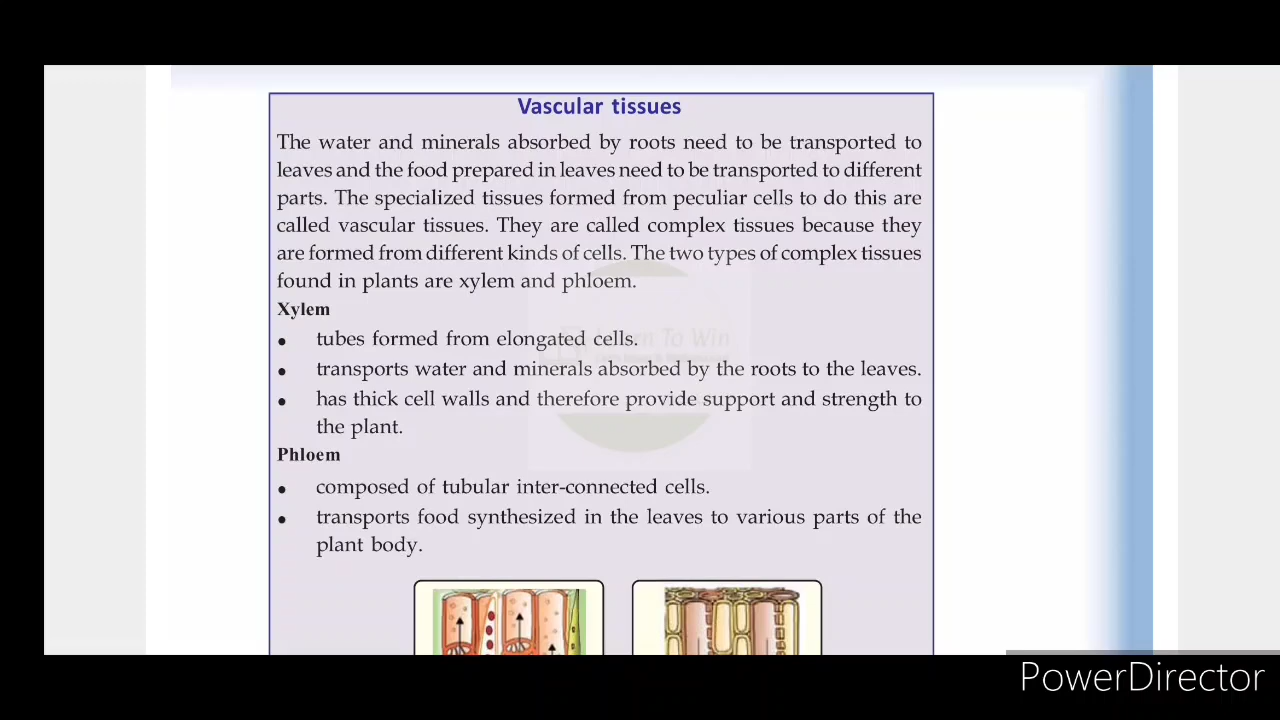 Vascular tissues
The water and minerals absorbed by roots need to be transported to
leaves and the food prepared in leaves need to be transported to different
parts. The specialized tissues formed from peculiar cells to do this are
called vascular tissues. They are called complex tissues because they
are formed from different kinds of cells. The two types of complex tissues
found in plants are xylem and phloem.
Xylem
• tubes formed from elongated cells.
• transports water and minerals absorbed by the roots to the leaves.
• has thick cell walls and therefore provide support and strength to
the plant.
Phloem
• composed of tubular inter-connected cells.
• transports food synthesized in the leaves to various parts of the
plant body.
Learn To Win
PowerDirector